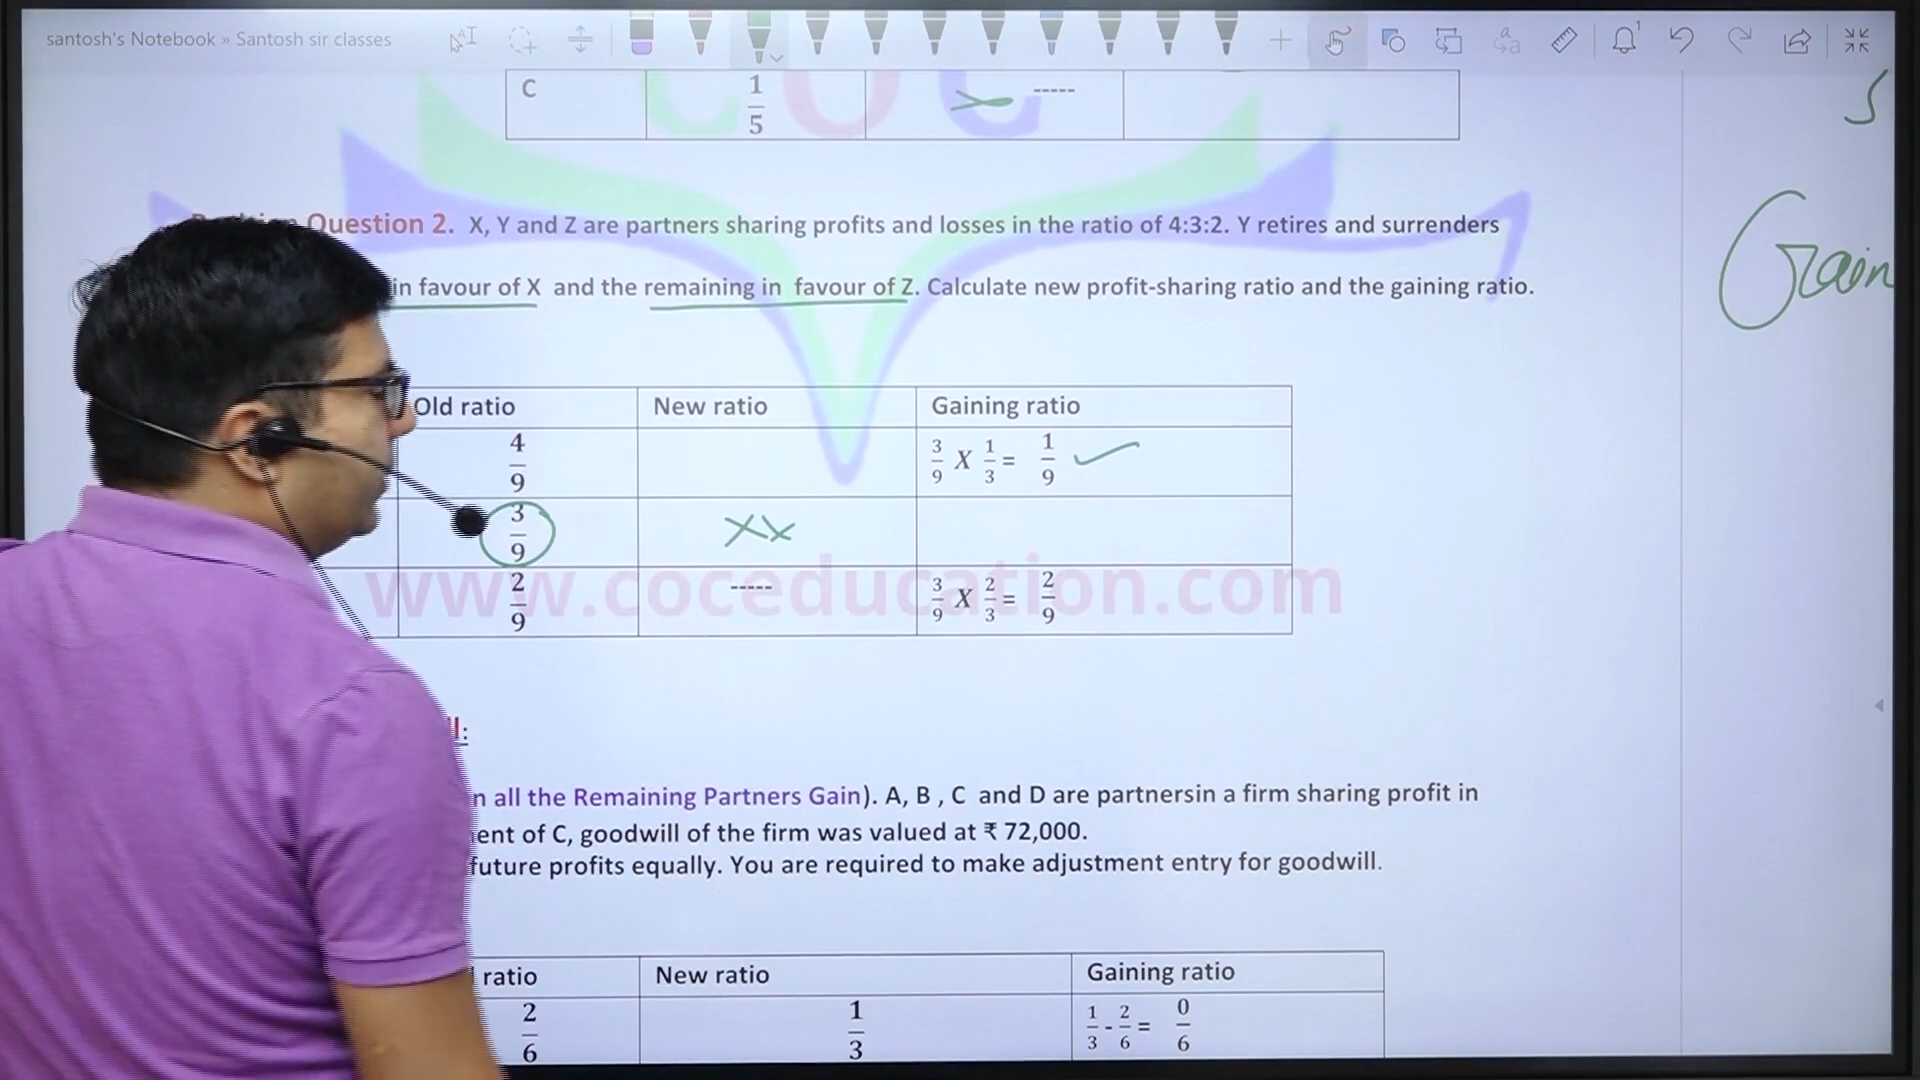 santosh's Notebook » Santosh sir classes
C 1/5 -----
Question 2. X, Y and Z are partners sharing profits and losses in the ratio of 4:3:2. Y retires and surrenders
in favour of X and the remaining in favour of Z. Calculate new profit-sharing ratio and the gaining ratio.
Gain
Old ratio New ratio Gaining ratio
4/9 3/9 X 1/3 = 1/9
3/9 XX
2/9 ----- 3/9 X 2/3 = 2/9
www.coceducation.com
l:
n all the Remaining Partners Gain). A, B , C and D are partnersin a firm sharing profit in
ent of C, goodwill of the firm was valued at ₹ 72,000.
future profits equally. You are required to make adjustment entry for goodwill.
ratio New ratio Gaining ratio
2/6 1/3 1/3 - 2/6 = 0/6